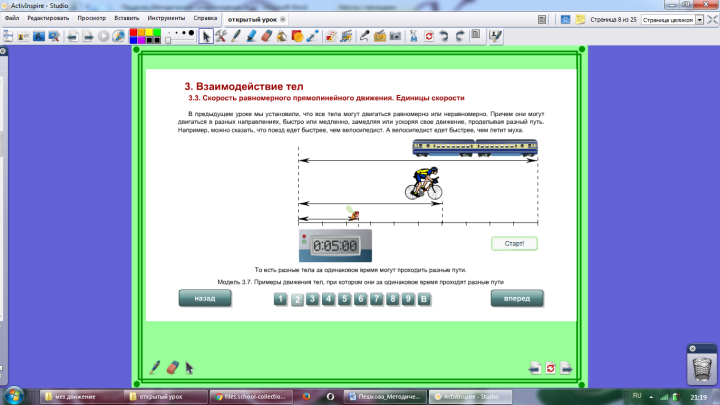 ActivInspire - Studio
Файл Редактировать Просмотр Вставить Инструменты Справка открытый урок
Страница 8 из 25 Страница целиком
3. Взаимодействие тел
3.3. Скорость равномерного прямолинейного движения. Единицы скорости
В предыдущем уроке мы установили, что все тела могут двигаться равномерно или неравномерно. Причем они могут
двигаться в разных направлениях, быстро или медленно, замедляя или ускоряя свое движение, проделывая разный путь.
Например, можно сказать, что поезд едет быстрее, чем велосипедист. А велосипедист едет быстрее, чем летит муха.
0:05:00
Старт!
То есть разные тела за одинаковое время могут проходить разные пути.
Модель 3.7. Примеры движения тел, при котором они за одинаковое время проходят разные пути
назад 1 2 3 4 5 6 7 8 9 В вперед
мех движение открытый урок files.school-collectio... Пешкова_Методиче... ActivInspire - Studio RU 21:19